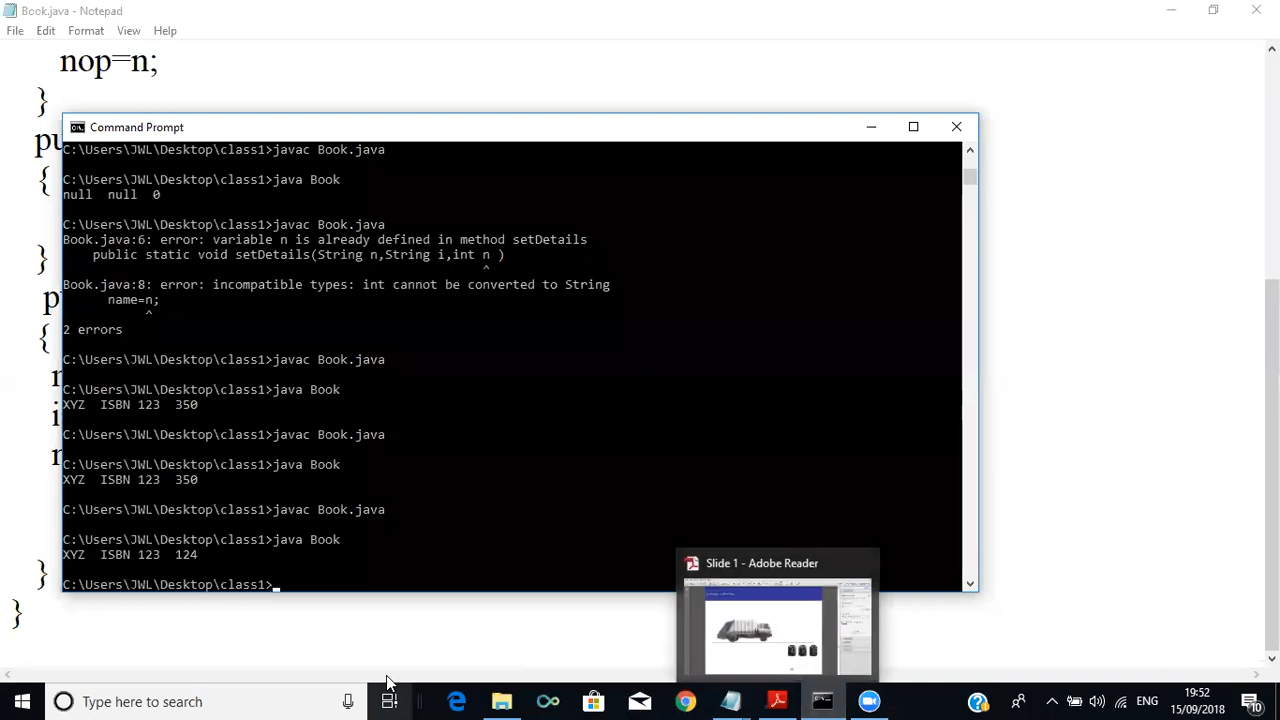 Book.java - Notepad
File Edit Format View Help
nop=n;
}
pu
{
}
pu
{
n
i
n
}
}
Command Prompt
C:\Users\JWL\Desktop\class1>javac Book.java
C:\Users\JWL\Desktop\class1>java Book
null  null  0
C:\Users\JWL\Desktop\class1>javac Book.java
Book.java:6: error: variable n is already defined in method setDetails
    public static void setDetails(String n,String i,int n )
                                                        ^
Book.java:8: error: incompatible types: int cannot be converted to String
      name=n;
           ^
2 errors
C:\Users\JWL\Desktop\class1>javac Book.java
C:\Users\JWL\Desktop\class1>java Book
XYZ  ISBN 123  350
C:\Users\JWL\Desktop\class1>javac Book.java
C:\Users\JWL\Desktop\class1>java Book
XYZ  ISBN 123  350
C:\Users\JWL\Desktop\class1>javac Book.java
C:\Users\JWL\Desktop\class1>java Book
XYZ  ISBN 123  124
C:\Users\JWL\Desktop\class1>
Slide 1 - Adobe Reader
Type here to search
ENG
19:52
15/09/2018
10